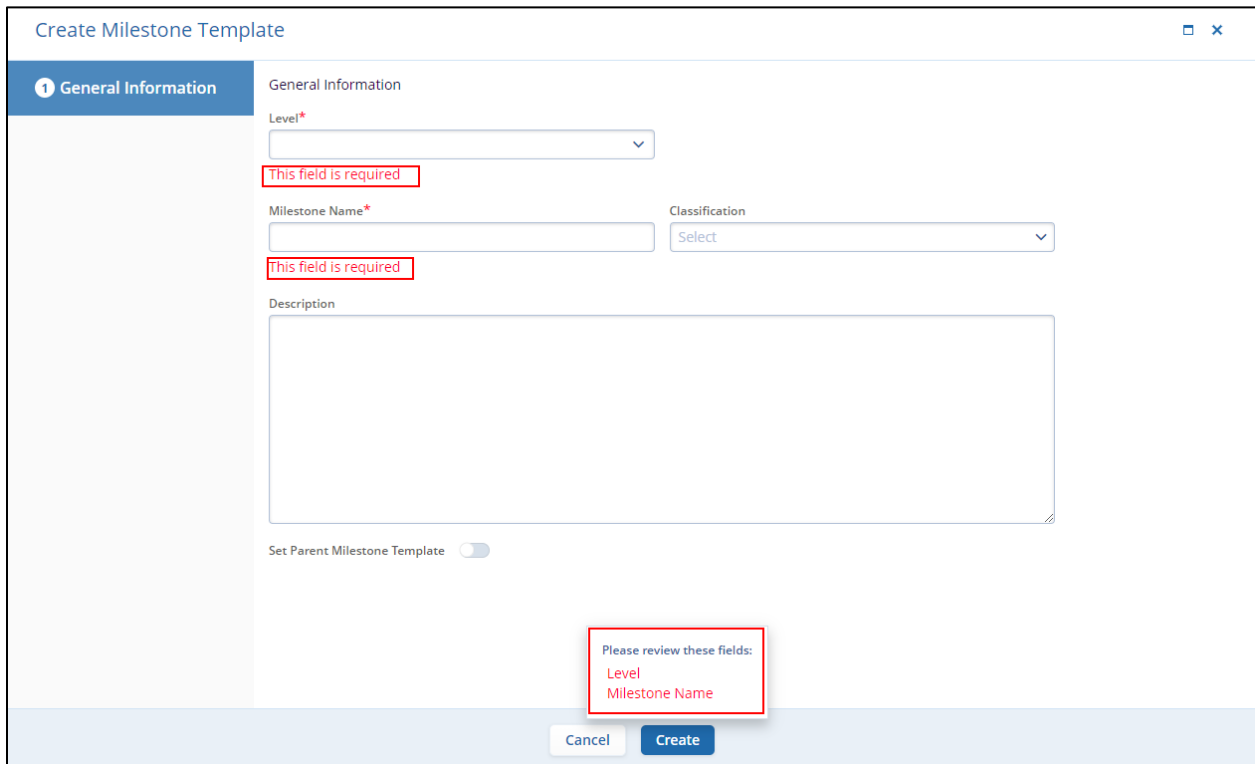 Create Milestone Template
1 General Information
General Information
Level*
This field is required
Milestone Name*
Classification
Select
This field is required
Description
Set Parent Milestone Template
Please review these fields:
Level
Milestone Name
Cancel
Create